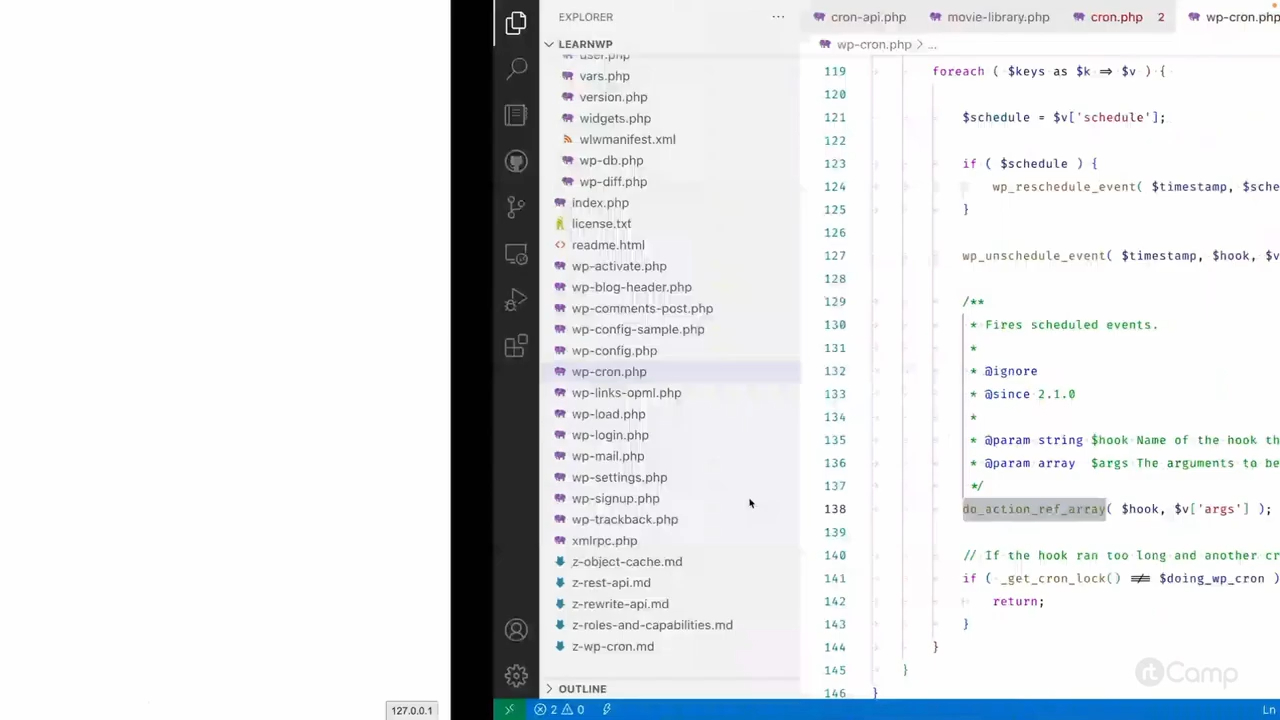 EXPLORER
LEARNWP
user.php
vars.php
version.php
widgets.php
wlwmanifest.xml
wp-db.php
wp-diff.php
index.php
license.txt
readme.html
wp-activate.php
wp-blog-header.php
wp-comments-post.php
wp-config-sample.php
wp-config.php
wp-cron.php
wp-links-opml.php
wp-load.php
wp-login.php
wp-mail.php
wp-settings.php
wp-signup.php
wp-trackback.php
xmlrpc.php
z-object-cache.md
z-rest-api.md
z-rewrite-api.md
z-roles-and-capabilities.md
z-wp-cron.md
OUTLINE
cron-api.php movie-library.php cron.php 2 wp-cron.php
wp-cron.php > ...
119 foreach ( $keys as $k => $v ) {
120
121 $schedule = $v['schedule'];
122
123 if ( $schedule ) {
124 wp_reschedule_event( $timestamp, $sche
125 }
126
127 wp_unschedule_event( $timestamp, $hook, $v
128
129 /**
130 * Fires scheduled events.
131 *
132 * @ignore
133 * @since 2.1.0
134 *
135 * @param string $hook Name of the hook th
136 * @param array $args The arguments to be
137 */
138 do_action_ref_array( $hook, $v['args'] );
139
140 // If the hook ran too long and another cr
141 if ( _get_cron_lock() !== $doing_wp_cron )
142 return;
143 }
144 }
145 }
146 }
rtCamp
127.0.0.1
2 0
Ln